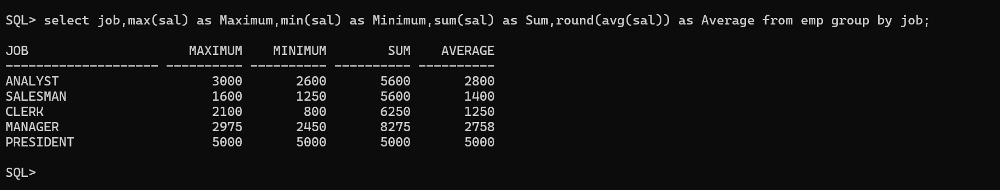 SQL> select job,max(sal) as Maximum,min(sal) as Minimum,sum(sal) as Sum,round(avg(sal)) as Average from emp group by job;
JOB                     MAXIMUM    MINIMUM        SUM    AVERAGE
-------------------- ---------- ---------- ---------- ----------
ANALYST                    3000       2600       5600       2800
SALESMAN                   1600       1250       5600       1400
CLERK                      2100        800       6250       1250
MANAGER                    2975       2450       8275       2758
PRESIDENT                  5000       5000       5000       5000
SQL>